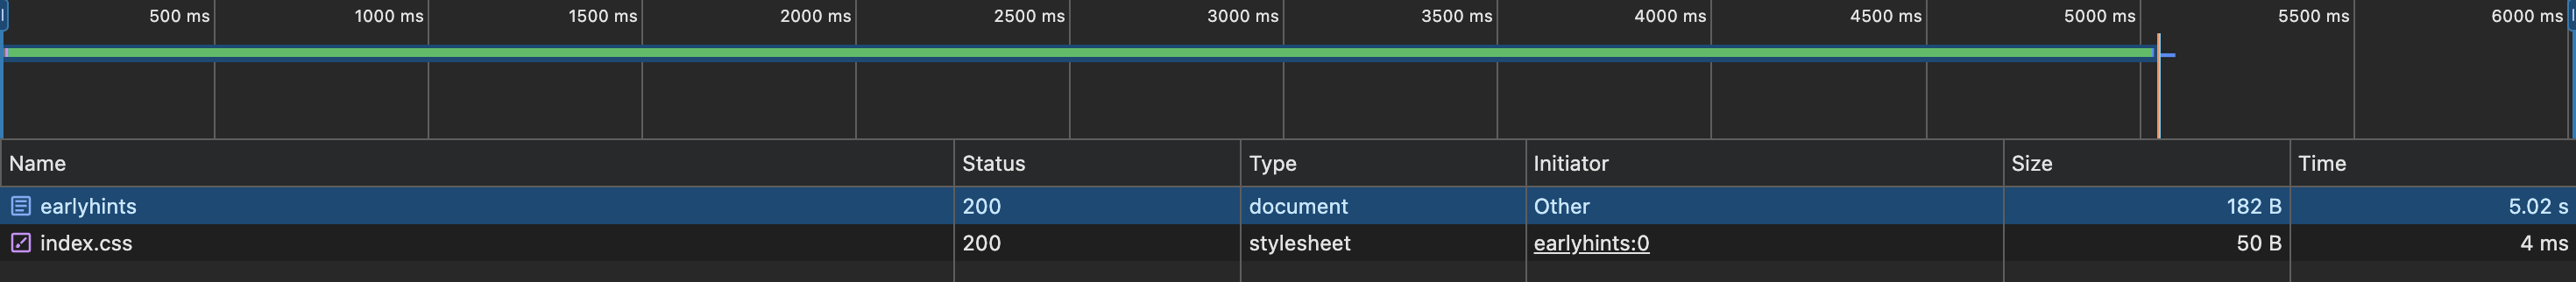 500 ms 1000 ms 1500 ms 2000 ms 2500 ms 3000 ms 3500 ms 4000 ms 4500 ms 5000 ms 5500 ms 6000 ms
Name Status Type Initiator Size Time
earlyhints 200 document Other 182 B 5.02 s
index.css 200 stylesheet earlyhints:0 50 B 4 ms